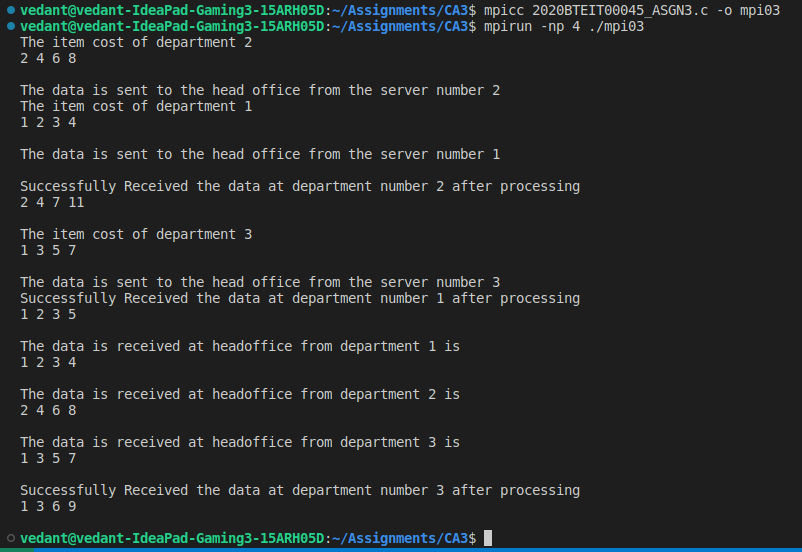 vedant@vedant-IdeaPad-Gaming3-15ARH05D:~/Assignments/CA3$ mpicc 2020BTEIT00045_ASGN3.c -o mpi03
vedant@vedant-IdeaPad-Gaming3-15ARH05D:~/Assignments/CA3$ mpirun -np 4 ./mpi03
The item cost of department 2
2 4 6 8
The data is sent to the head office from the server number 2
The item cost of department 1
1 2 3 4
The data is sent to the head office from the server number 1
Successfully Received the data at department number 2 after processing
2 4 7 11
The item cost of department 3
1 3 5 7
The data is sent to the head office from the server number 3
Successfully Received the data at department number 1 after processing
1 2 3 5
The data is received at headoffice from department 1 is
1 2 3 4
The data is received at headoffice from department 2 is
2 4 6 8
The data is received at headoffice from department 3 is
1 3 5 7
Successfully Received the data at department number 3 after processing
1 3 6 9
vedant@vedant-IdeaPad-Gaming3-15ARH05D:~/Assignments/CA3$